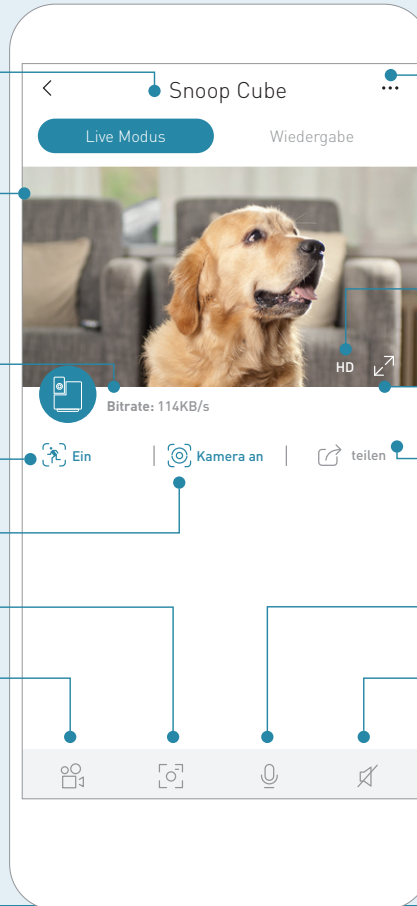 Snoop Cube
Live Modus Wiedergabe
HD
Bitrate: 114KB/s
Ein Kamera an teilen